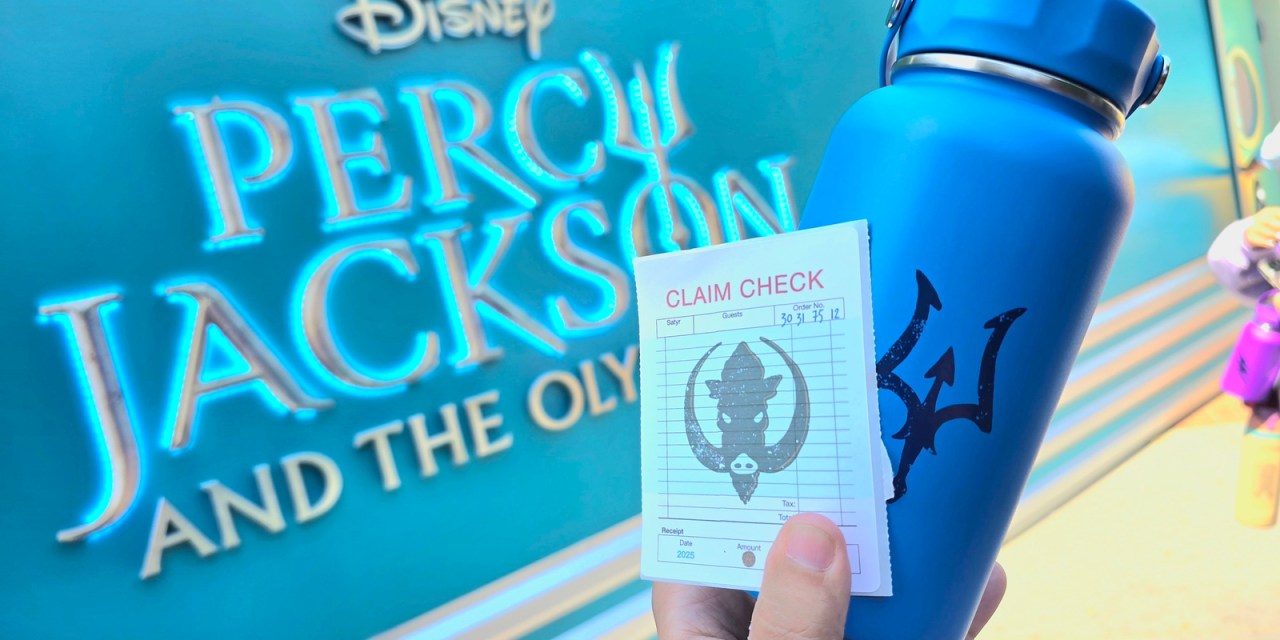 Disney
PERCY
JACKSON
AND THE OLY
CLAIM CHECK
Satyr Guests Order No.
30 31 75 12
Tax:
Receipt
Date Amount
2025